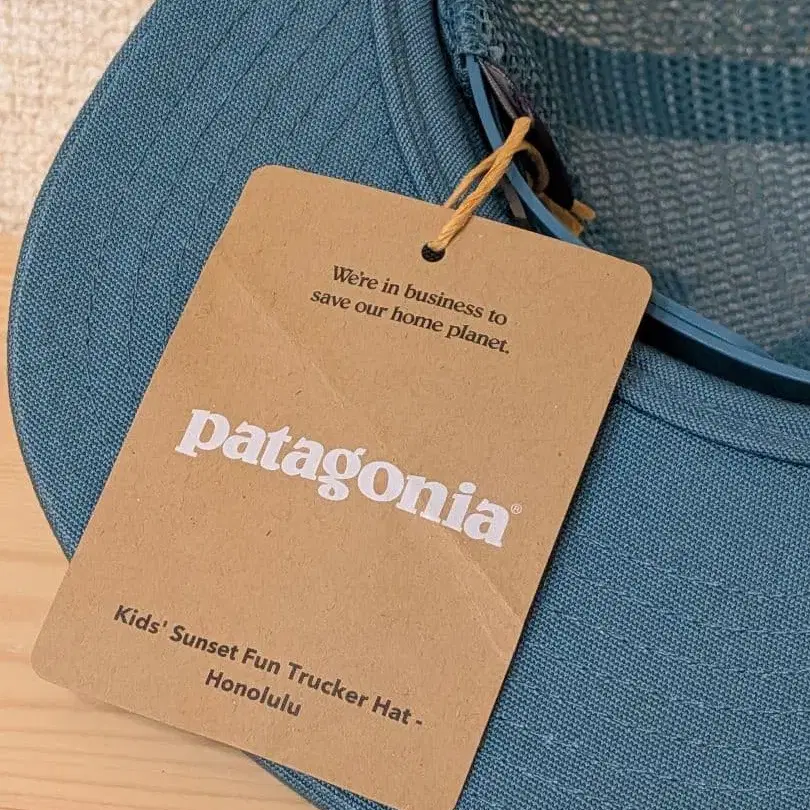 We're in business to
save our home planet.
patagonia®
Kids' Sunset Fun Trucker Hat -
Honolulu